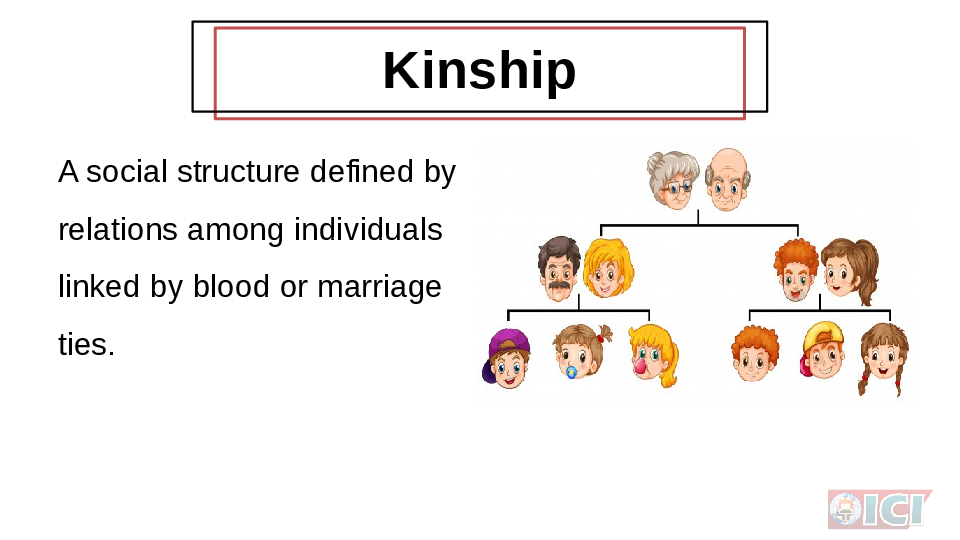 Kinship
A social structure defined by
relations among individuals
linked by blood or marriage
ties.
ICI